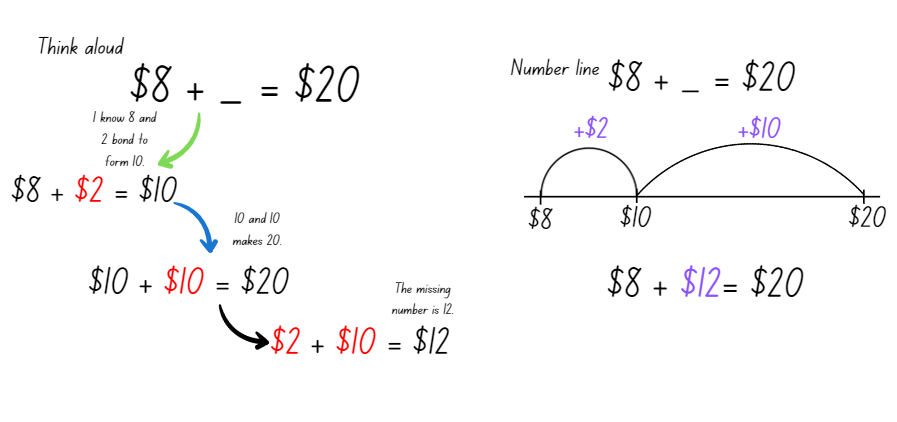 Think aloud
$8 + _ = $20
I know 8 and
2 bond to
form 10.
$8 + $2 = $10
10 and 10
makes 20.
$10 + $10 = $20
The missing
number is 12.
$2 + $10 = $12
Number line $8 + _ = $20
+$2 +$10
$8 $10 $20
$8 + $12= $20